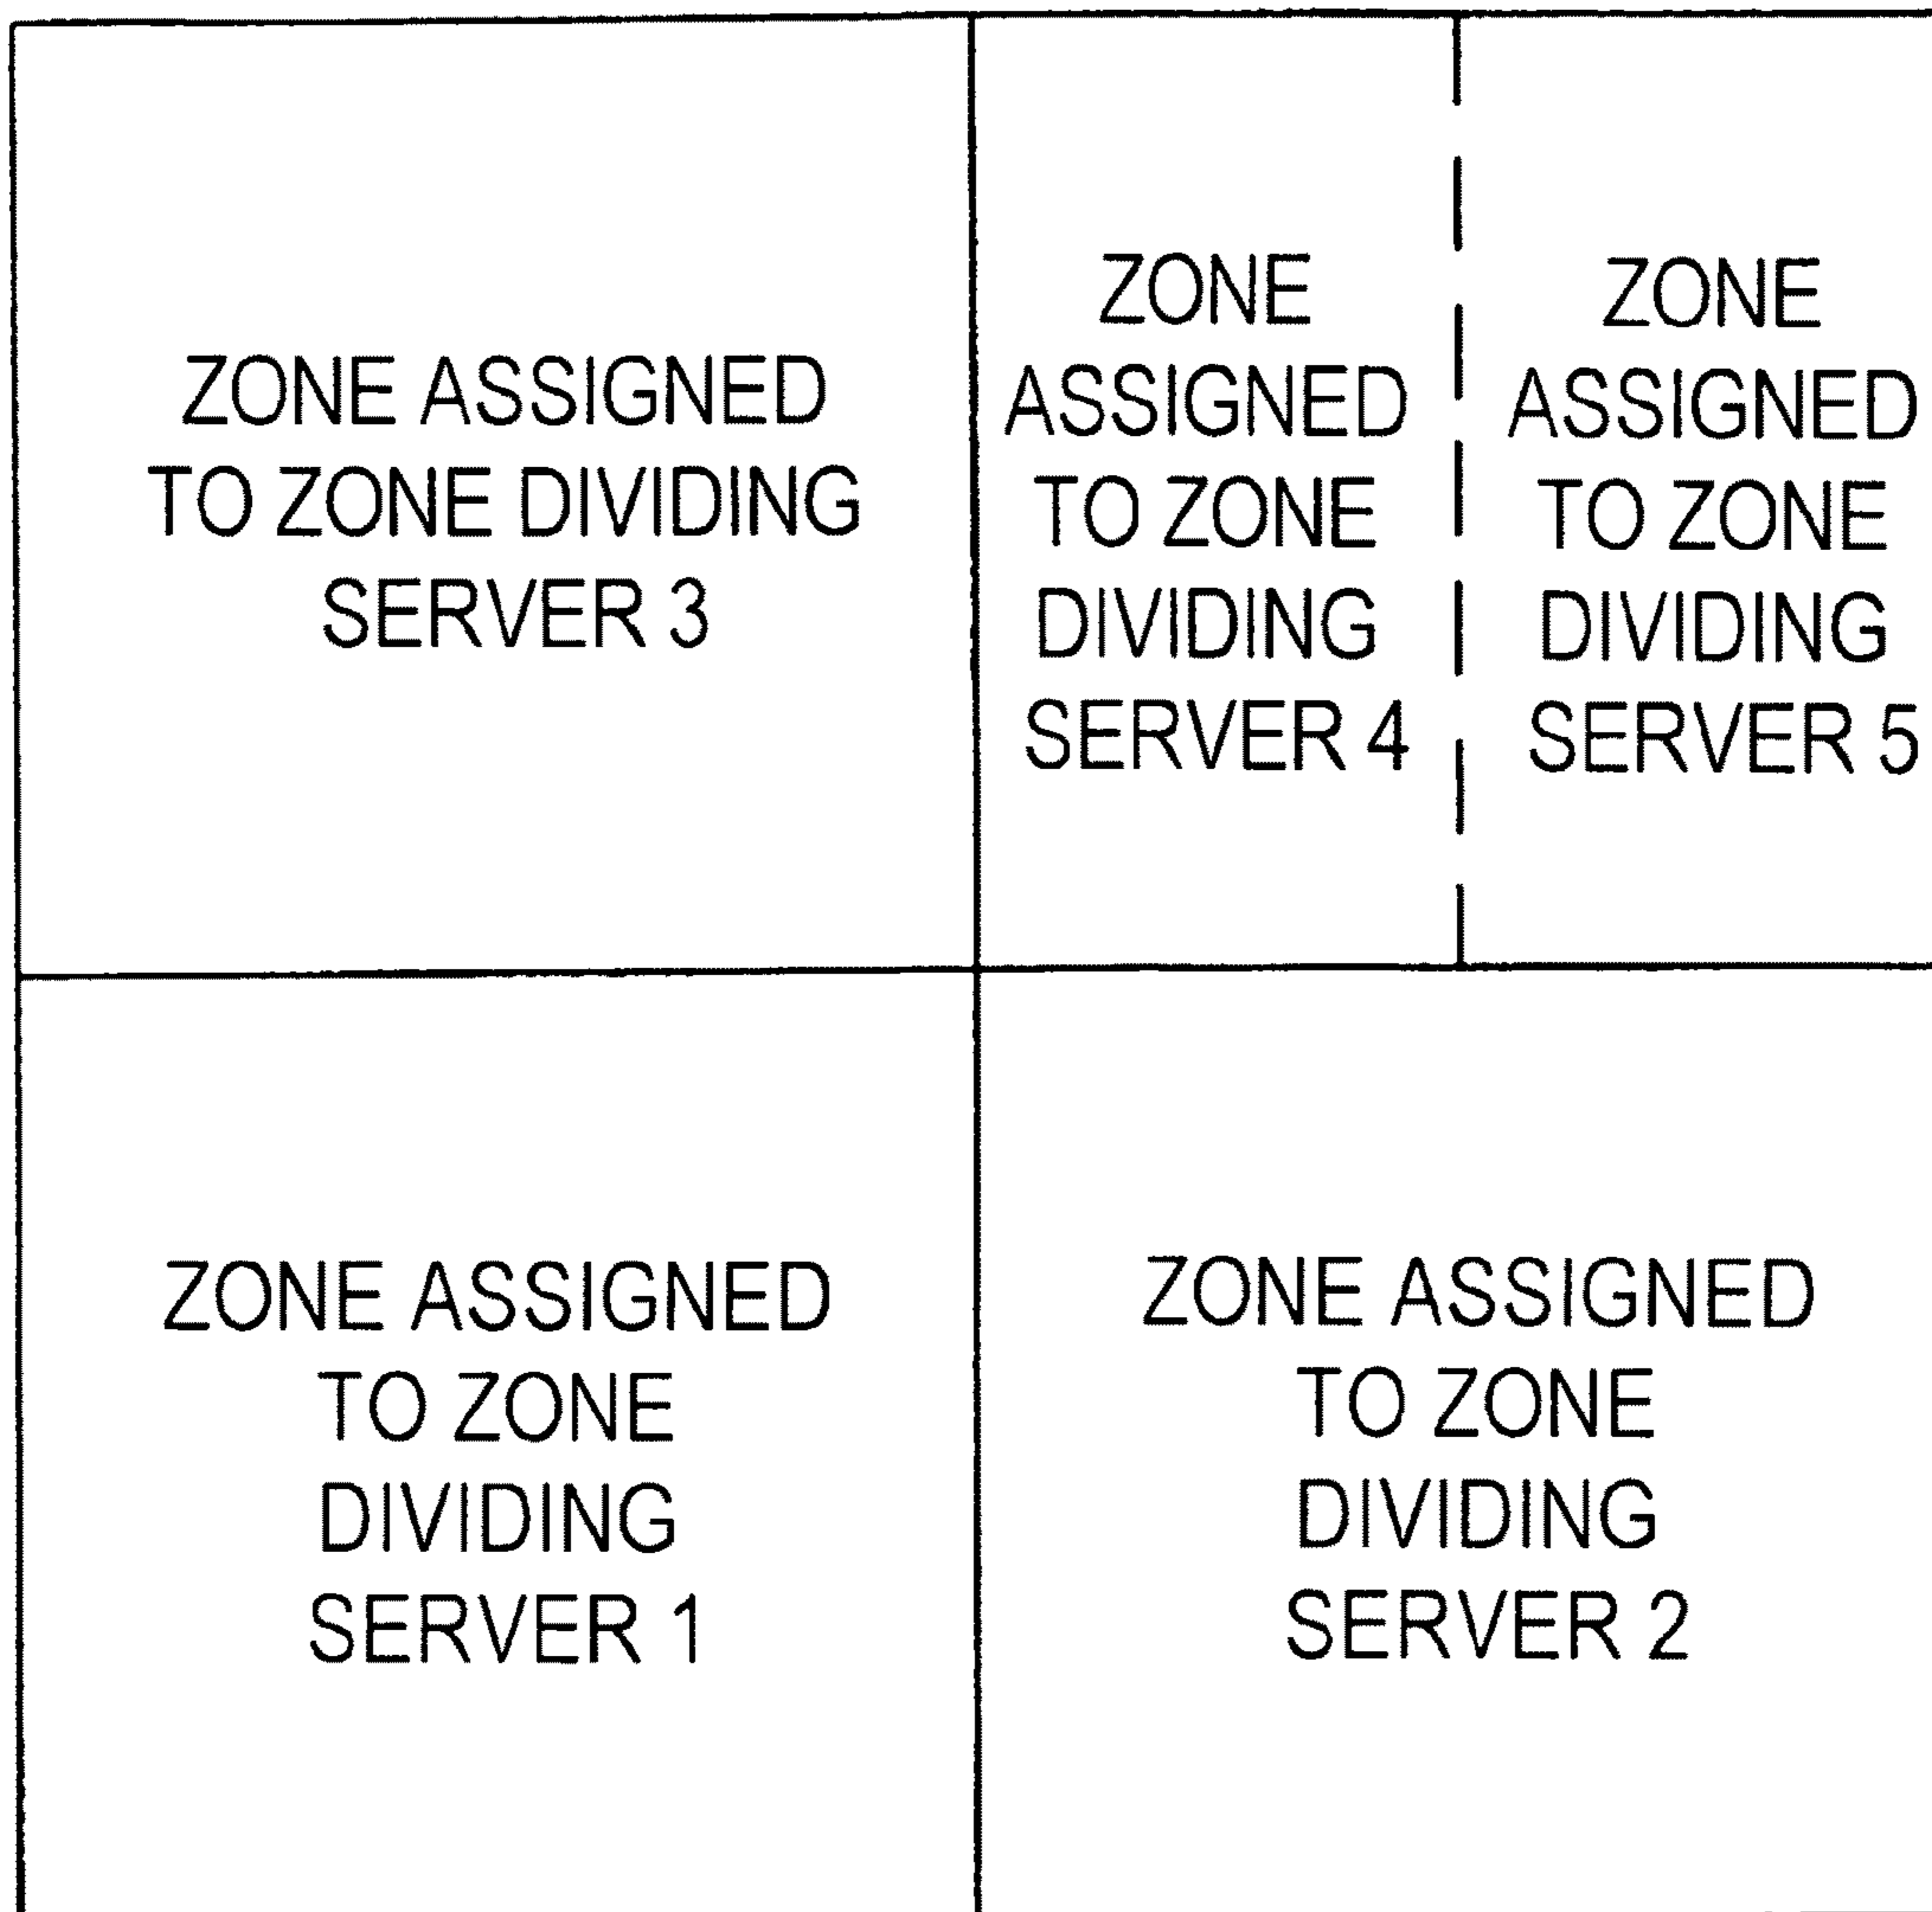 ZONE ASSIGNED
TO ZONE DIVIDING
SERVER 3
ZONE
ASSIGNED
TO ZONE
DIVIDING
SERVER 4
ZONE
ASSIGNED
TO ZONE
DIVIDING
SERVER 5
ZONE ASSIGNED
TO ZONE
DIVIDING
SERVER 1
ZONE ASSIGNED
TO ZONE
DIVIDING
SERVER 2